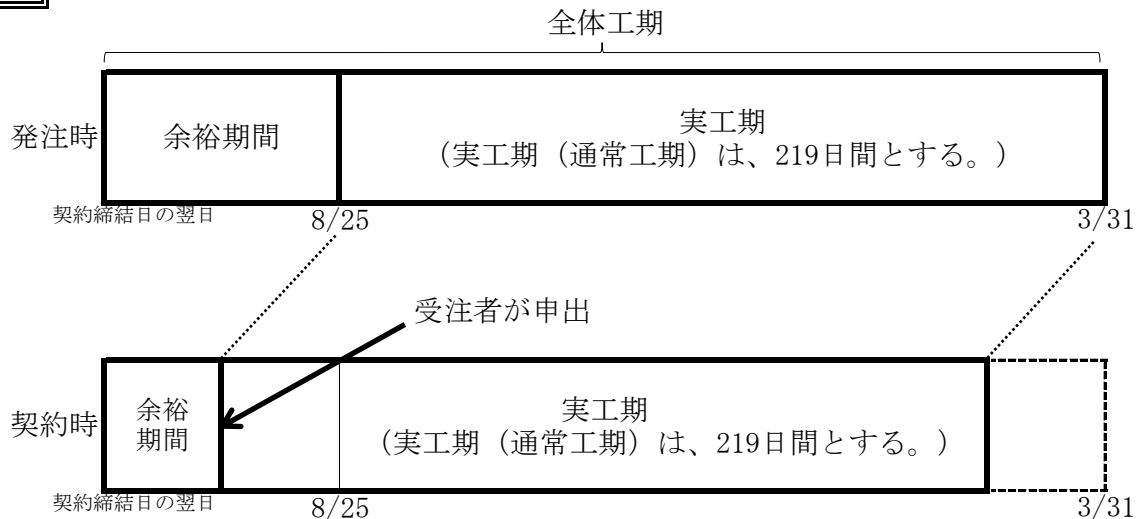 全体工期
発注時
余裕期間
実工期
（実工期（通常工期）は、219日間とする。）
契約締結日の翌日
8/25
3/31
受注者が申出
契約時
余裕
期間
実工期
（実工期（通常工期）は、219日間とする。）
契約締結日の翌日
8/25
3/31